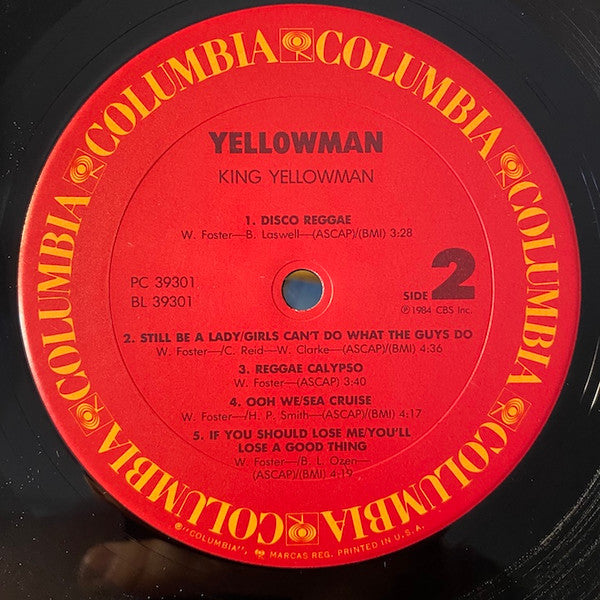 COLUMBIA COLUMBIA COLUMBIA COLUMBIA COLUMBIA COLUMBIA COLUMBIA COLUMBIA
YELLOWMAN
KING YELLOWMAN
1. DISCO REGGAE
W. Foster—B. Laswell—(ASCAP)/(BMI) 3:28
PC 39301
BL 39301
SIDE 2
℗1984 CBS Inc.
2. STILL BE A LADY/GIRLS CAN'T DO WHAT THE GUYS DO
W. Foster—/C. Reid—W. Clarke—(ASCAP)/(BMI) 4:36
3. REGGAE CALYPSO
W. Foster—(ASCAP) 3:40
4. OOH WE/SEA CRUISE
W. Foster—/H. P. Smith—(ASCAP)/(BMI) 4:17
5. IF YOU SHOULD LOSE ME/YOU'LL
LOSE A GOOD THING
W. Foster—/B. L. Ozen—
(ASCAP)/(BMI) 4:19
®"COLUMBIA", MARCAS REG. PRINTED IN U.S.A.